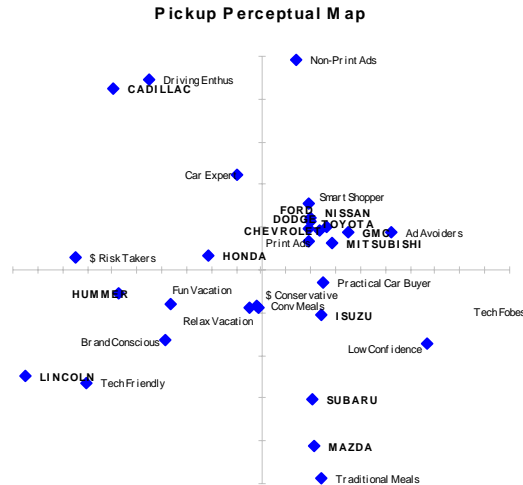 Pickup Perceptual Map
Non-Print Ads
Driving Enthus
CADILLAC
Car Expert
Smart Shopper
FORD
NISSAN
DODGE
TOYOTA
CHEVROLET
GMC
Ad Avoiders
Print Ads
MITSUBISHI
$ Risk Takers
HONDA
Practical Car Buyer
HUMMER
Fun Vacation
$ Conservative
Conv Meals
Tech Fobes
Relax Vacation
ISUZU
Brand Conscious
Low Confidence
LINCOLN
Tech Friendly
SUBARU
MAZDA
Traditional Meals